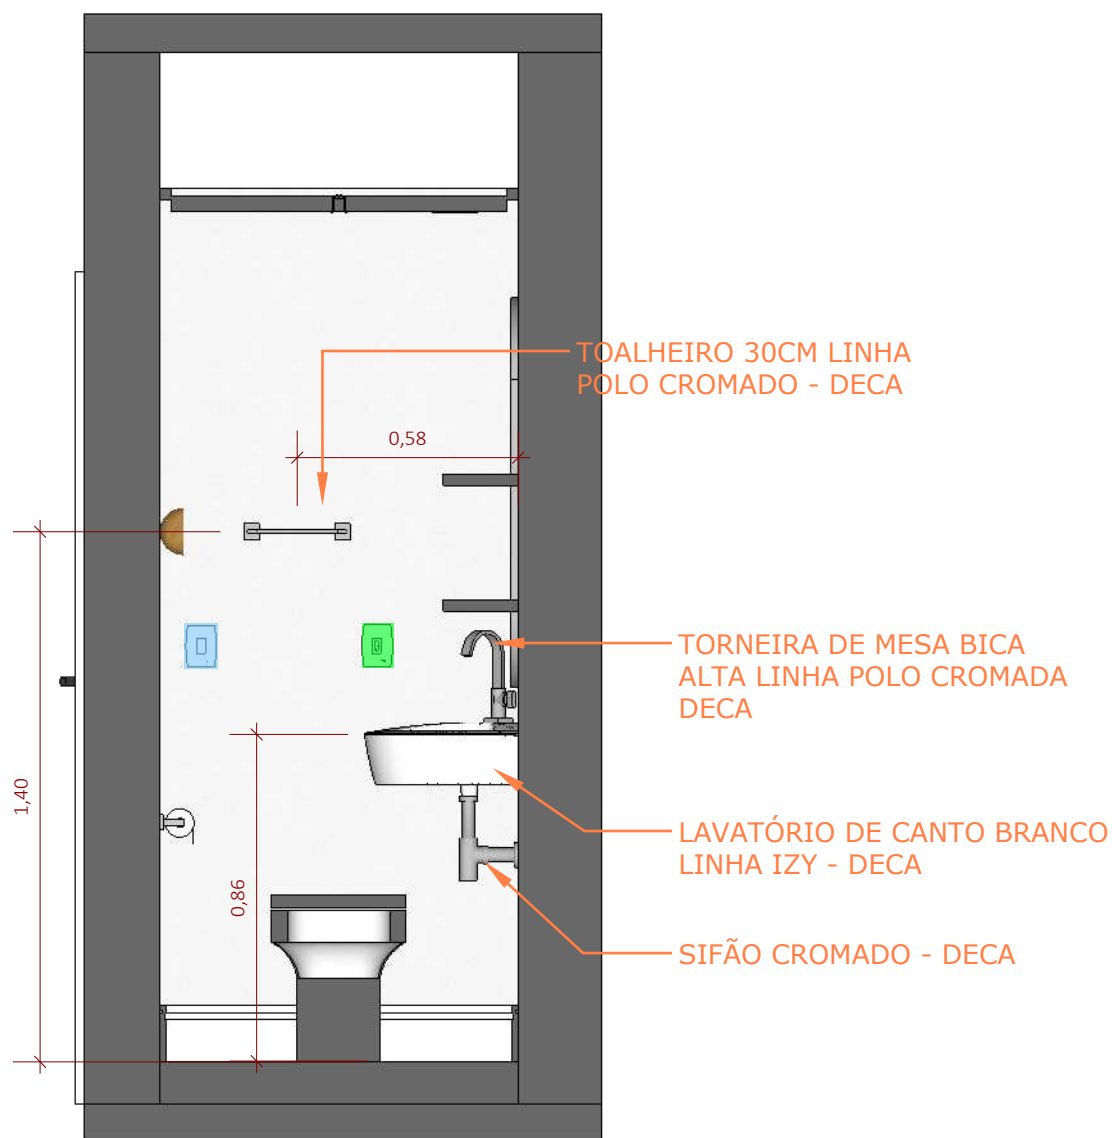 TOALHEIRO 30CM LINHA
POLO CROMADO - DECA
0,58
TORNEIRA DE MESA BICA
ALTA LINHA POLO CROMADA
DECA
1,40
LAVATÓRIO DE CANTO BRANCO
LINHA IZY - DECA
0,86
SIFÃO CROMADO - DECA